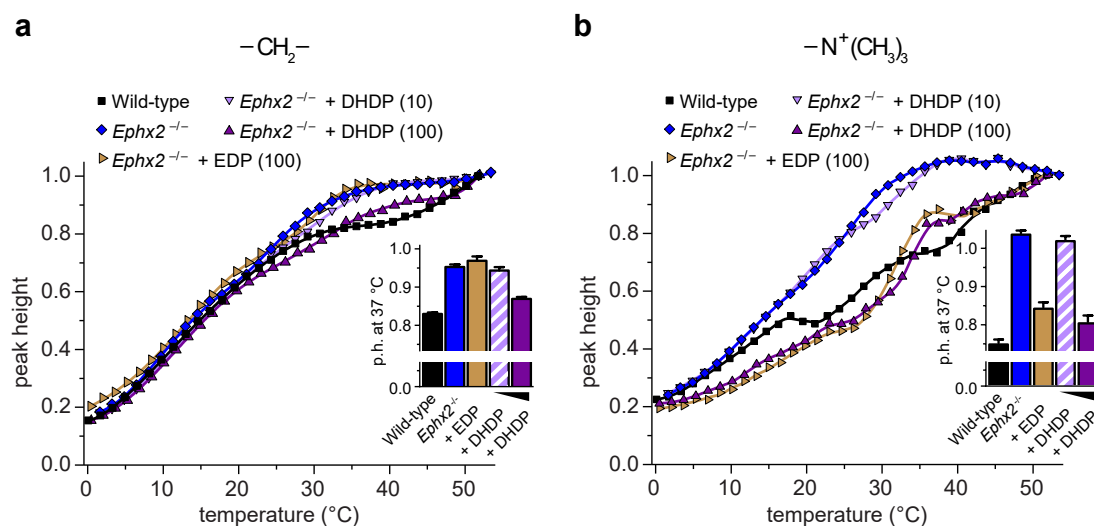 a
−CH2−
Wild-type
Ephx2 −/−
Ephx2 −/− + EDP (100)
Ephx2 −/− + DHDP (10)
Ephx2 −/− + DHDP (100)
peak height
1.0
0.8
0.6
0.4
0.2
0.0
0 10 20 30 40 50
temperature (°C)
p.h. at 37 °C
1.0
0.8
0.0
Wild-type
Ephx2-/-
+ EDP
+ DHDP
+ DHDP
b
−N+(CH3)3
Wild-type
Ephx2 −/−
Ephx2 −/− + EDP (100)
Ephx2 −/− + DHDP (10)
Ephx2 −/− + DHDP (100)
peak height
1.0
0.8
0.6
0.4
0.2
0.0
0 10 20 30 40 50
temperature (°C)
p.h. at 37 °C
1.0
0.8
0.0
Wild-type
Ephx2-/-
+ EDP
+ DHDP
+ DHDP